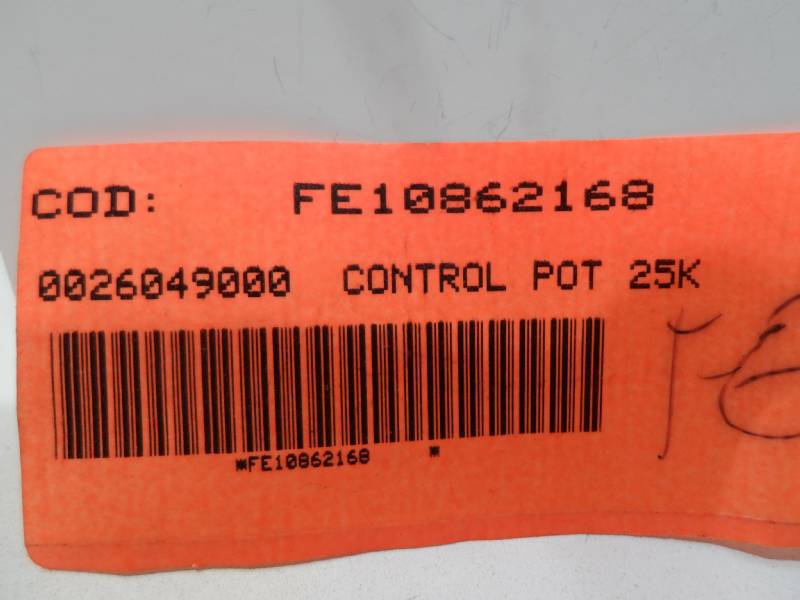 COD: FE10862168
0026049000 CONTROL POT 25K
*FE10862168 *